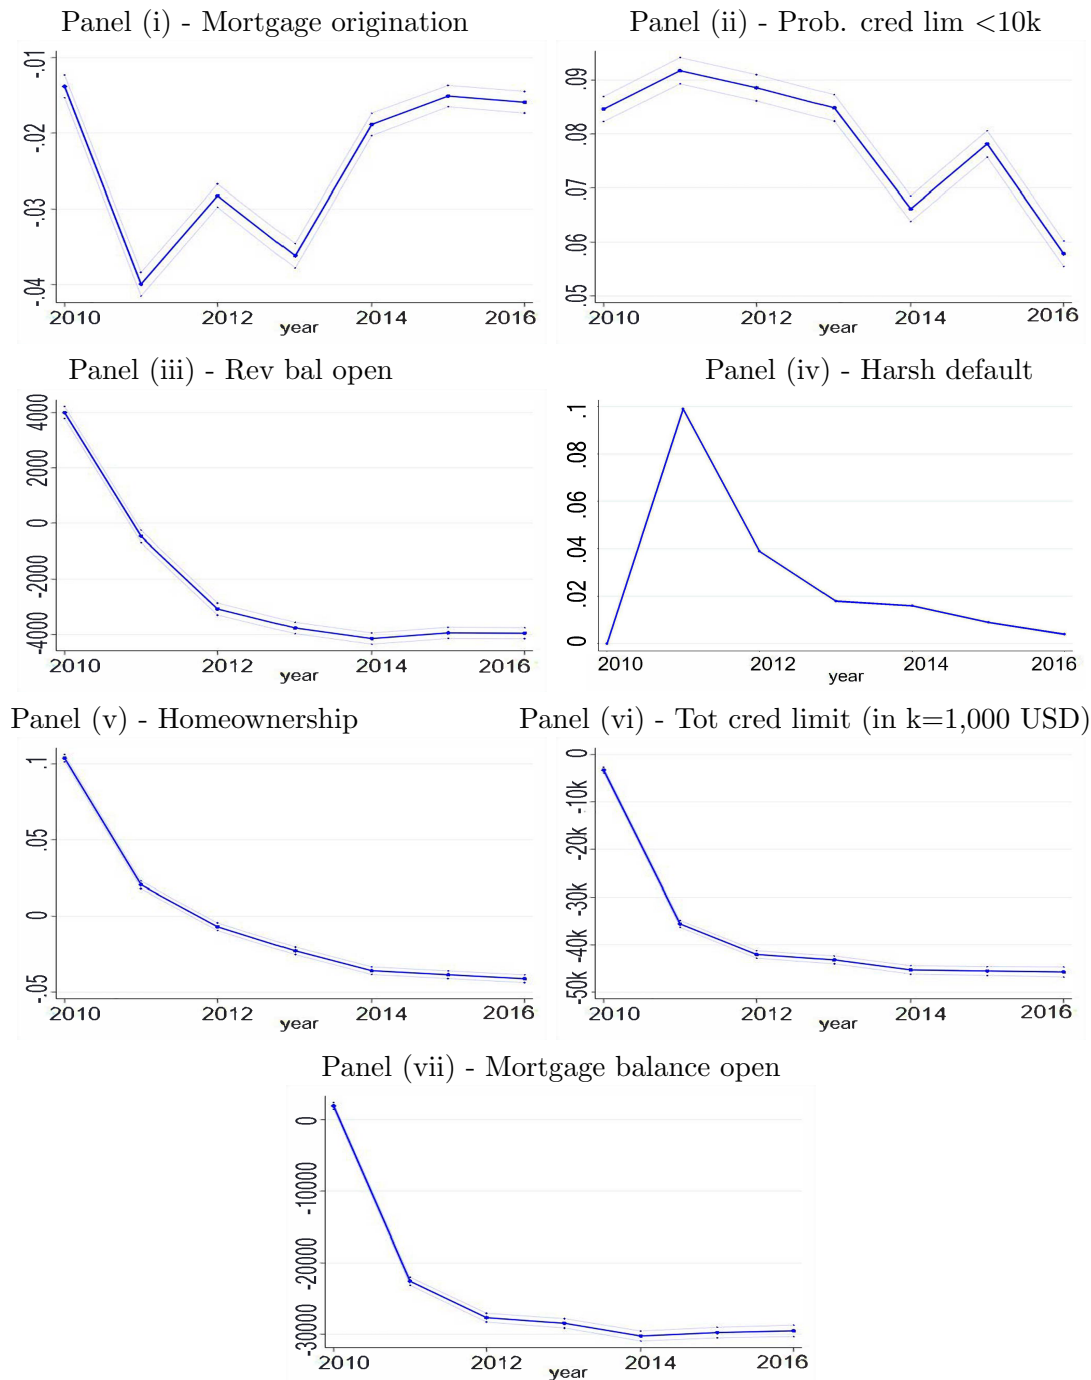 Panel (i) - Mortgage origination
-.01
-.02
-.03
-.04
2010 2012 2014 2016
year
Panel (ii) - Prob. cred lim <10k
.09
.08
.07
.06
.05
2010 2012 2014 2016
year
Panel (iii) - Rev bal open
4000
2000
0
-2000
-4000
2010 2012 2014 2016
year
Panel (iv) - Harsh default
.1
.08
.06
.04
.02
0
2010 2012 2014 2016
year
Panel (v) - Homeownership
.1
.05
0
-.05
2010 2012 2014 2016
year
Panel (vi) - Tot cred limit (in k=1,000 USD)
0
-10k
-20k
-30k
-40k
-50k
2010 2012 2014 2016
year
Panel (vii) - Mortgage balance open
0
-10000
-20000
-30000
2010 2012 2014 2016
year